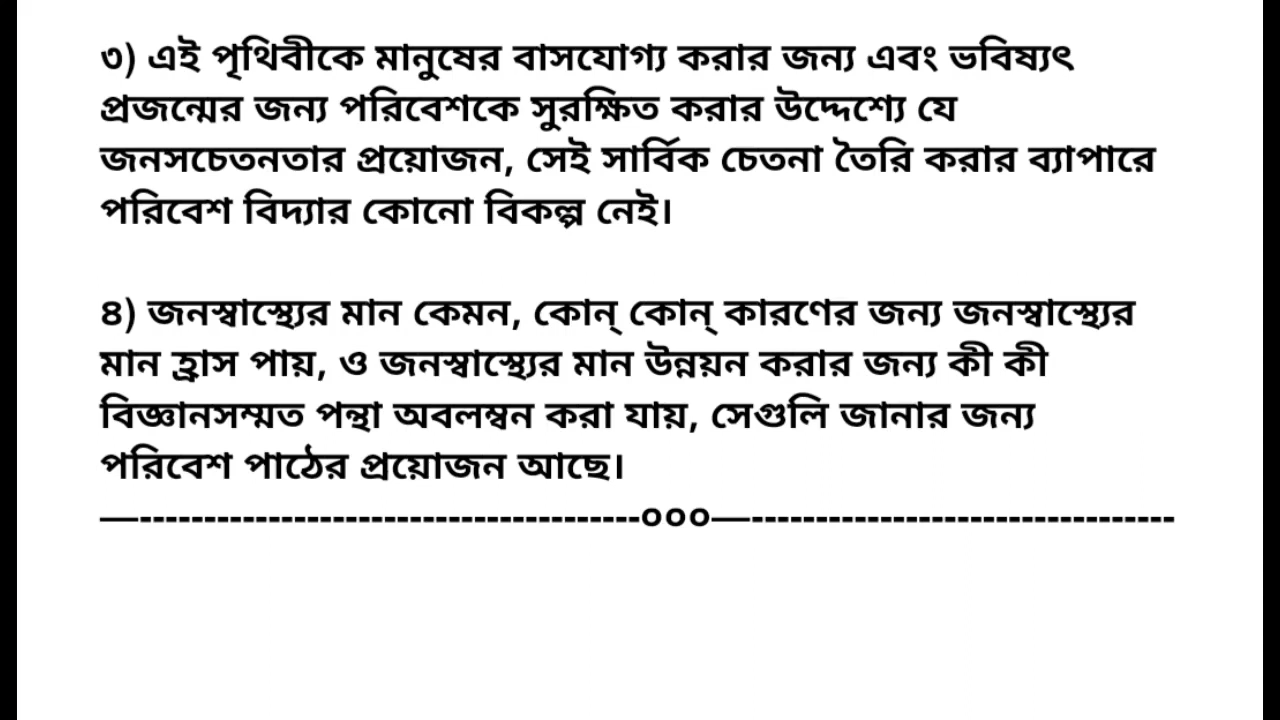 ৩) এই পৃথিবীকে মানুষের বাসযোগ্য করার জন্য এবং ভবিষ্যৎ
প্রজন্মের জন্য পরিবেশকে সুরক্ষিত করার উদ্দেশ্যে যে
জনসচেতনতার প্রয়োজন, সেই সার্বিক চেতনা তৈরি করার ব্যাপারে
পরিবেশ বিদ্যার কোনো বিকল্প নেই।
৪) জনস্বাস্থ্যের মান কেমন, কোন্ কোন্ কারণের জন্য জনস্বাস্থ্যের
মান হ্রাস পায়, ও জনস্বাস্থ্যের মান উন্নয়ন করার জন্য কী কী
বিজ্ঞানসম্মত পন্থা অবলম্বন করা যায়, সেগুলি জানার জন্য
পরিবেশ পাঠের প্রয়োজন আছে।
—---------------------------------------০০০—---------------------------------